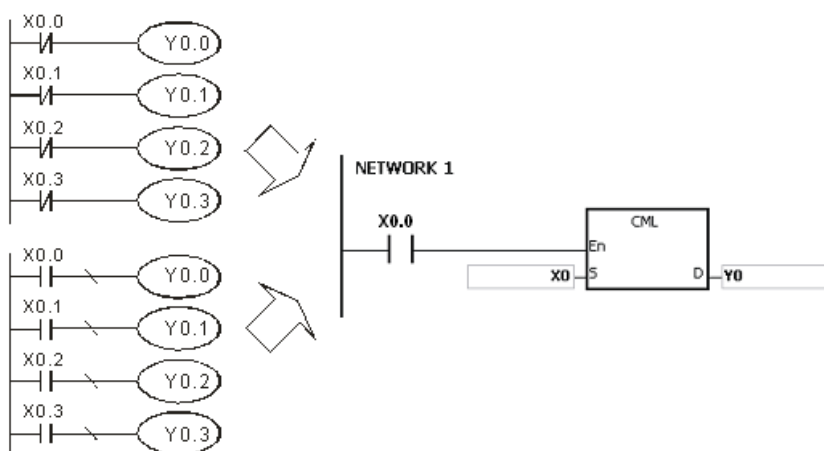 X0.0
Y0.0
X0.1
Y0.1
X0.2
Y0.2
X0.3
Y0.3
X0.0
Y0.0
X0.1
Y0.1
X0.2
Y0.2
X0.3
Y0.3
NETWORK 1
X0.0
CML
En
X0 S D Y0